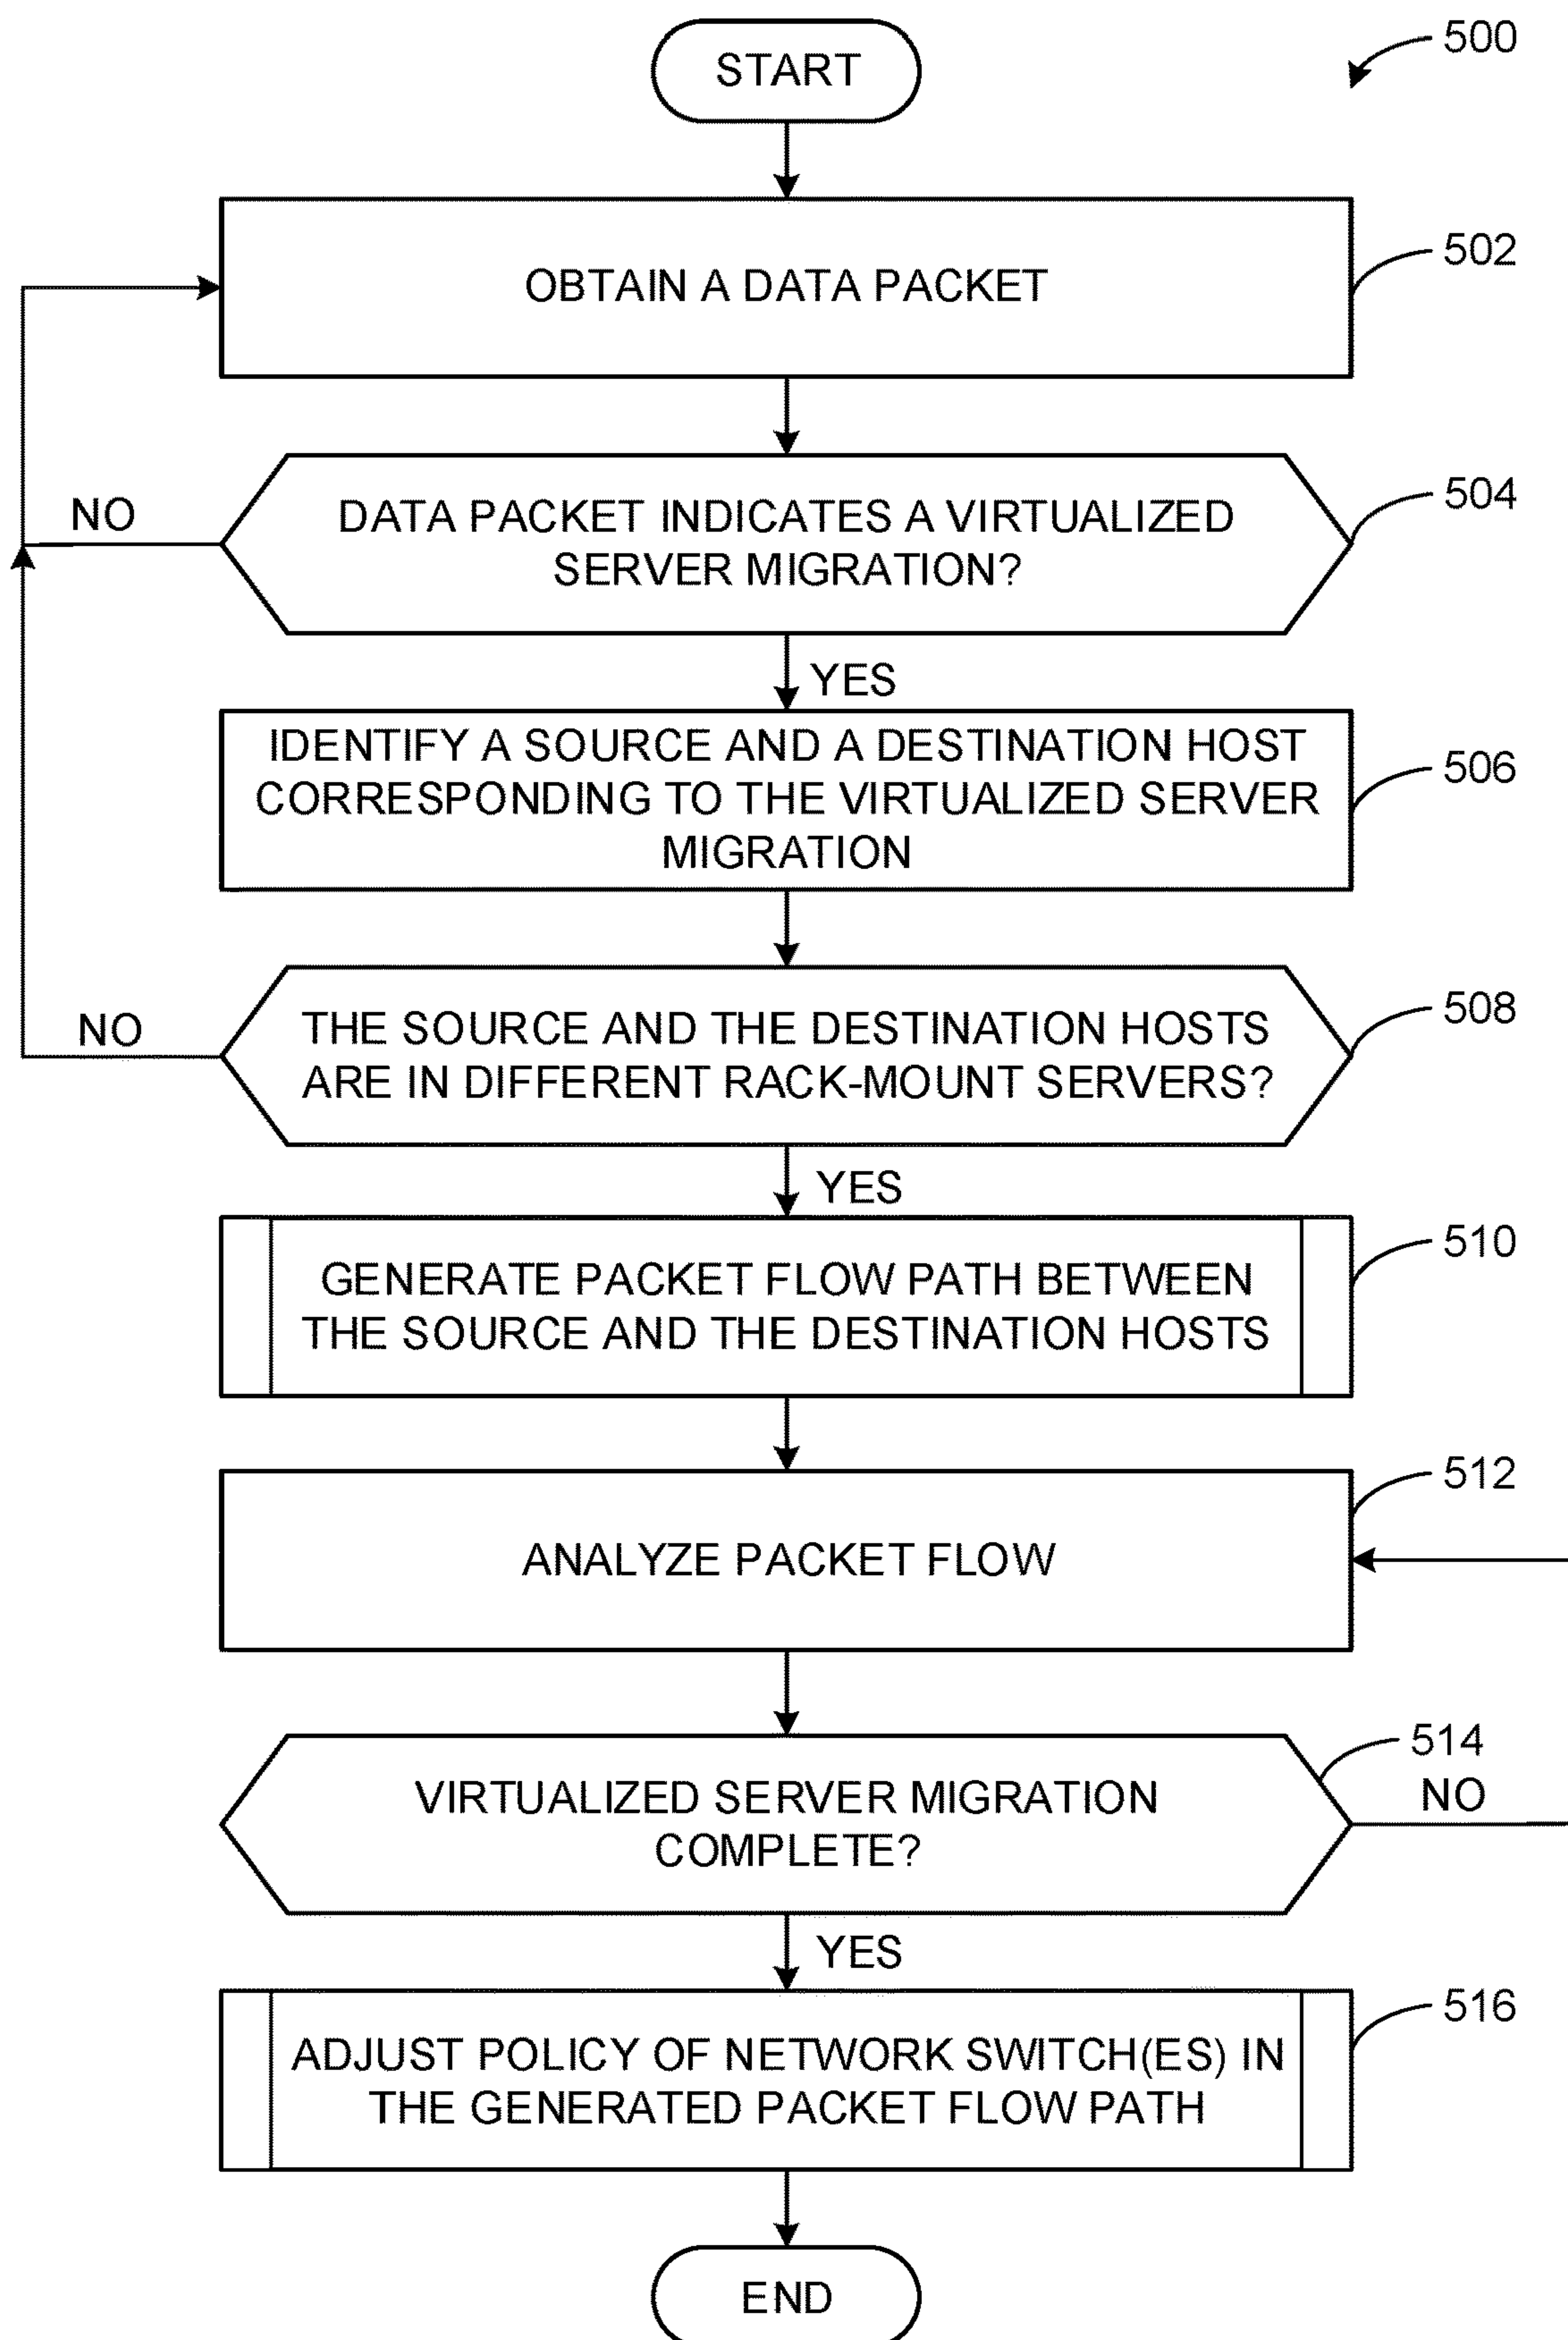 START
500
OBTAIN A DATA PACKET
502
DATA PACKET INDICATES A VIRTUALIZED
SERVER MIGRATION?
504
NO
YES
IDENTIFY A SOURCE AND A DESTINATION HOST
CORRESPONDING TO THE VIRTUALIZED SERVER
MIGRATION
506
THE SOURCE AND THE DESTINATION HOSTS
ARE IN DIFFERENT RACK-MOUNT SERVERS?
508
NO
YES
GENERATE PACKET FLOW PATH BETWEEN
THE SOURCE AND THE DESTINATION HOSTS
510
ANALYZE PACKET FLOW
512
VIRTUALIZED SERVER MIGRATION
COMPLETE?
514
NO
YES
ADJUST POLICY OF NETWORK SWITCH(ES) IN
THE GENERATED PACKET FLOW PATH
516
END